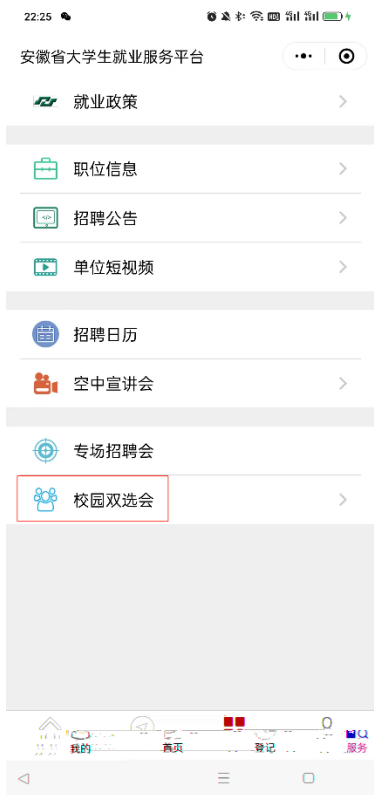 22:25
安徽省大学生就业服务平台
就业政策
职位信息
招聘公告
单位短视频
招聘日历
空中宣讲会
专场招聘会
校园双选会
我的 首页 登记 服务